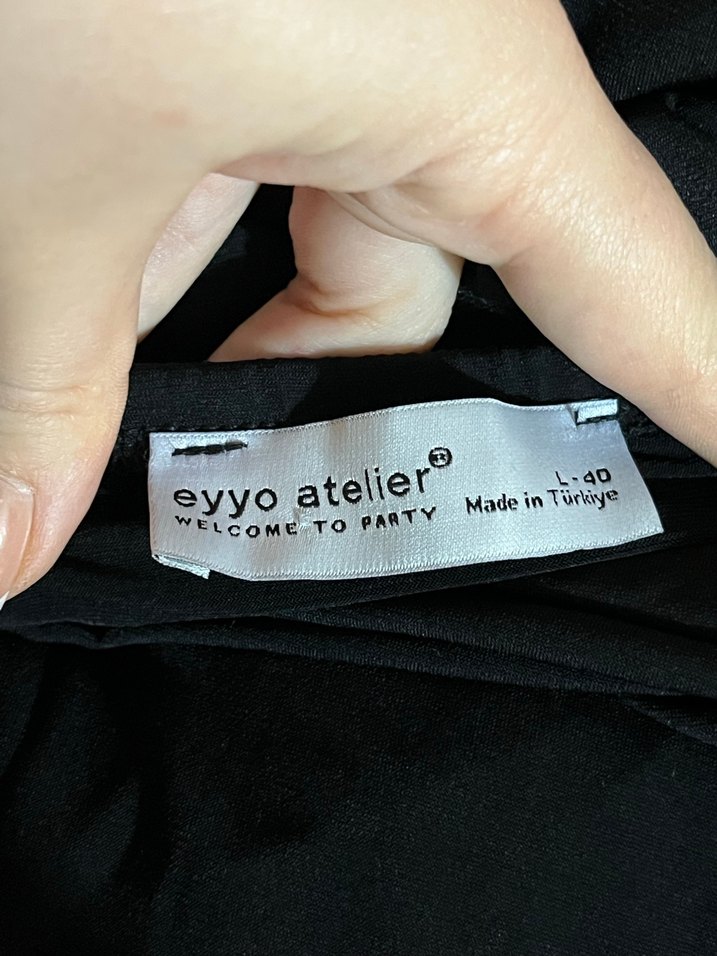 eyyo atelier®
WELCOME TO PARTY
L-40
Made in Türkiye